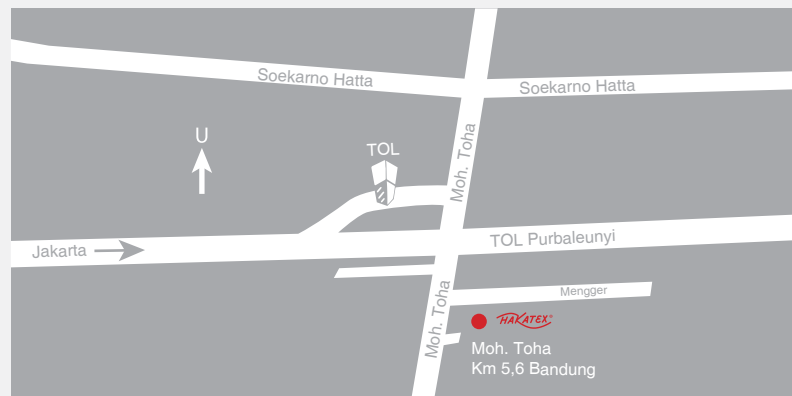 Soekarno Hatta
Soekarno Hatta
U
TOL
Moh. Toha
TOL Purbaleunyi
Jakarta
Moh. Toha
Mengger
HAKATEX®
Moh. Toha
Km 5,6 Bandung